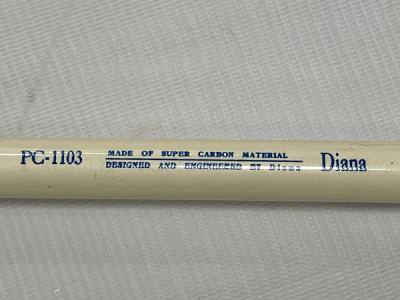 PC-1103
MADE OF SUPER CARBON MATERIAL
DESIGNED AND ENGINEERED BY Diana
Diana